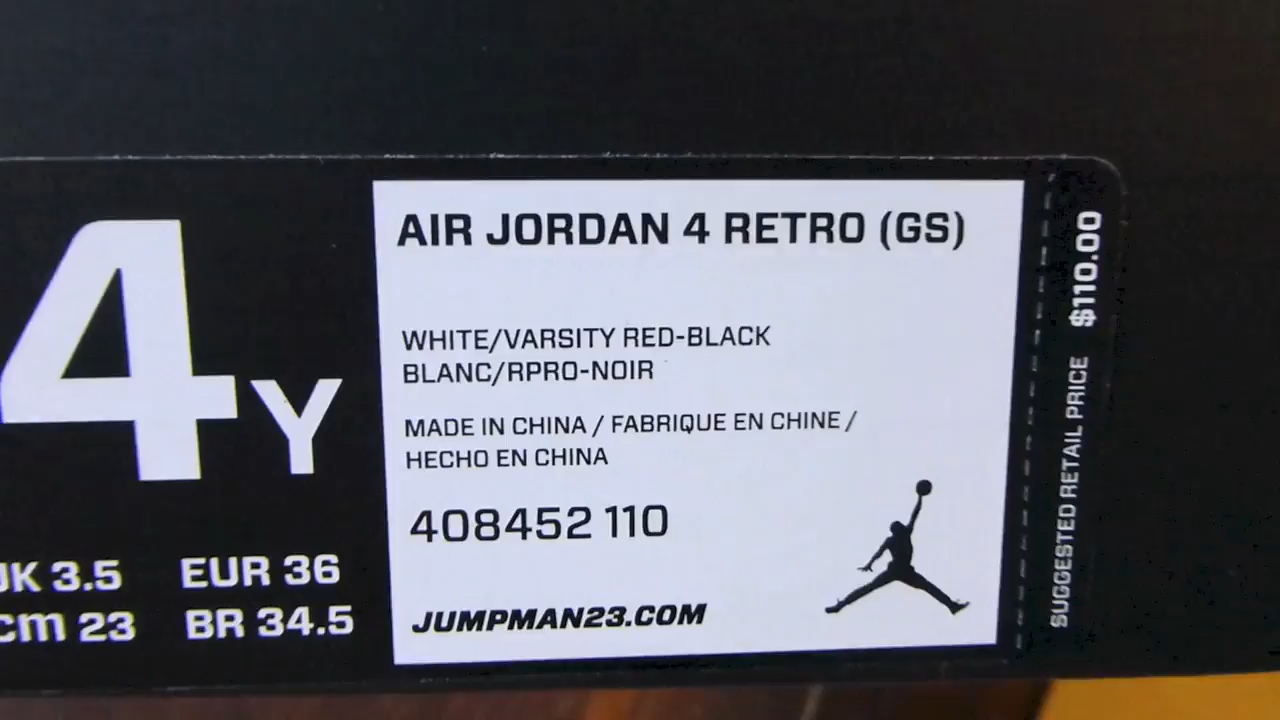 4Y
UK 3.5 EUR 36
cm 23 BR 34.5
AIR JORDAN 4 RETRO (GS)
WHITE/VARSITY RED-BLACK
BLANC/RPRO-NOIR
MADE IN CHINA / FABRIQUE EN CHINE /
HECHO EN CHINA
408452 110
JUMPMAN23.COM
SUGGESTED RETAIL PRICE $110.00